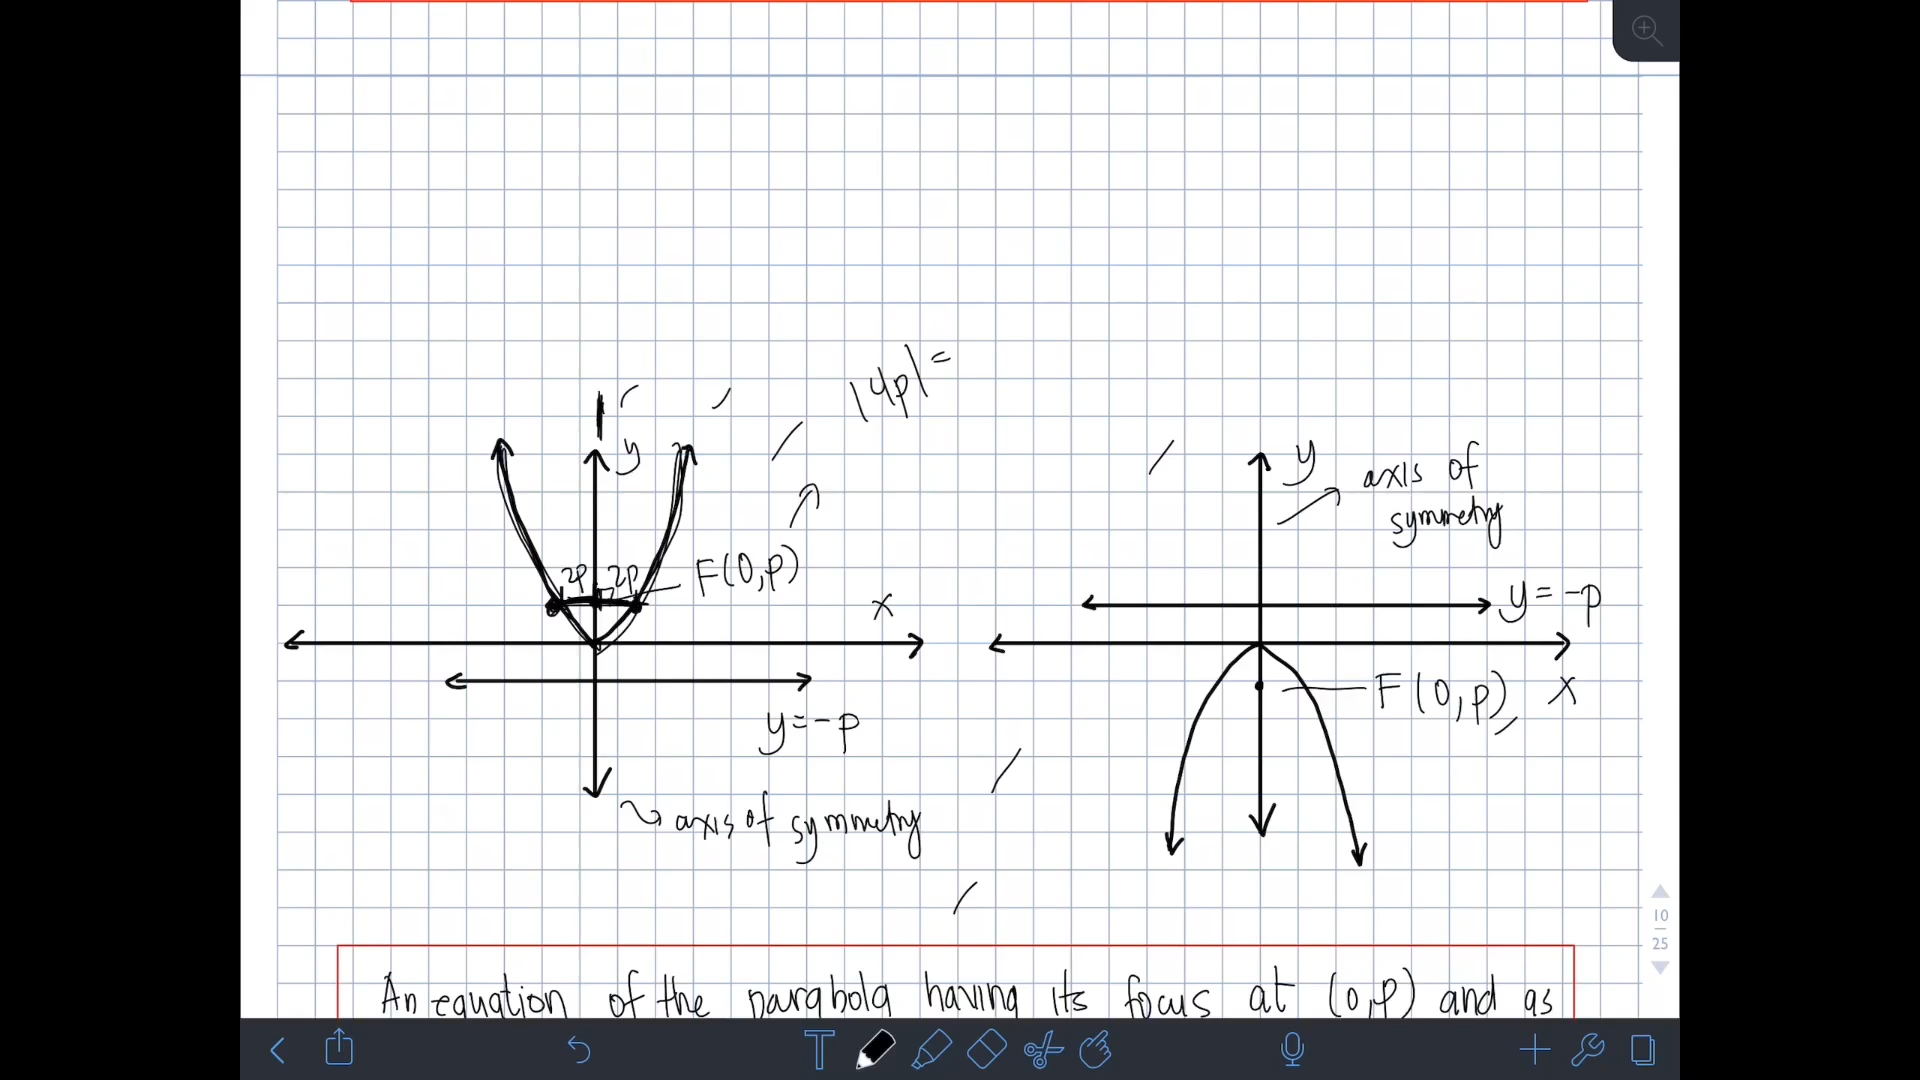 |4p| =
y
2p 2p
F(0,p)
x
y = -p
axis of symmetry
y
axis of
symmetry
y = -p
F(0,p)
x
An equation of the parabola having its focus at (0,p) and as
10
25
T